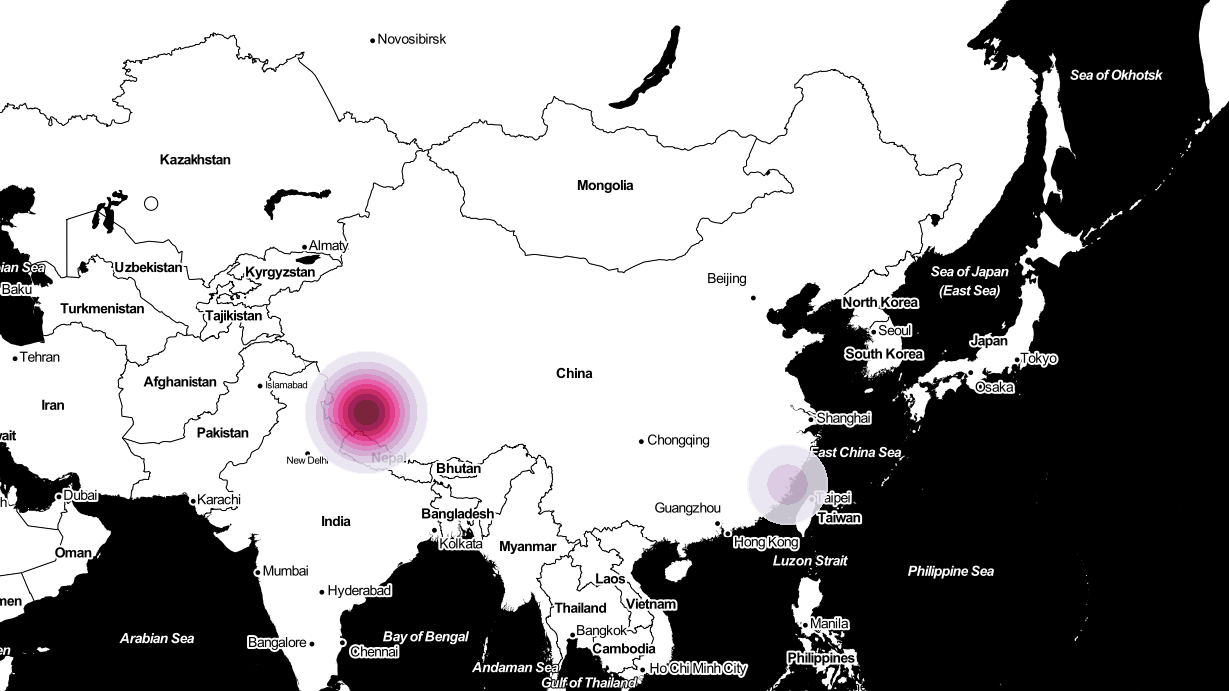 Novosibirsk
Sea of Okhotsk
Kazakhstan
Mongolia
Almaty
ian Sea
Uzbekistan
Kyrgyzstan
Beijing
Sea of Japan
(East Sea)
Baku
Turkmenistan
Tajikistan
North Korea
Seoul
Japan
South Korea
Tehran
Tokyo
China
Afghanistan
Islamabad
Osaka
Iran
Shanghai
Pakistan
ait
Chongqing
East China Sea
New Delhi
Nepal
Bhutan
Dubai
h
Karachi
Taipei
Guangzhou
Bangladesh
India
Taiwan
Kolkata
Hong Kong
Myanmar
Oman
Luzon Strait
Mumbai
Philippine Sea
Laos
Hyderabad
men
Thailand
Vietnam
Manila
Bangkok
Arabian Sea
Bay of Bengal
Bangalore
Chennai
Cambodia
en
Philippines
Andaman Sea
Ho Chi Minh City
Gulf of Thailand